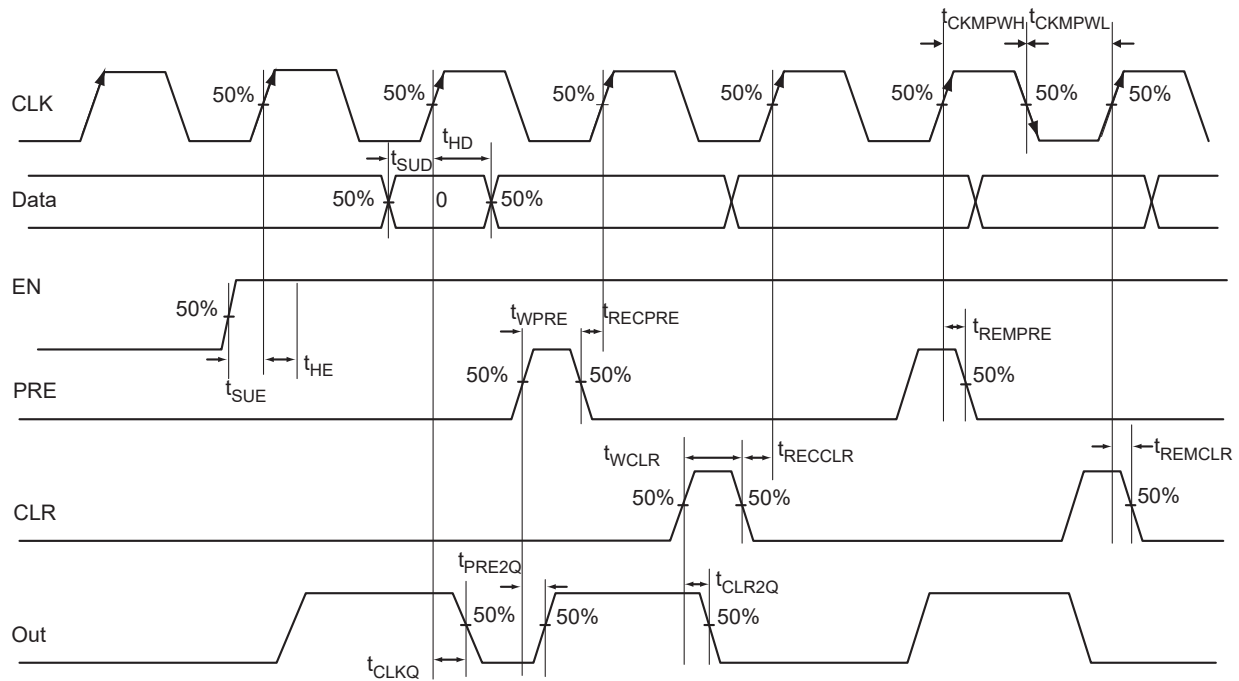 tCKMPWH tCKMPWL
CLK 50% 50% 50% 50% 50% 50% 50%
tSUD tHD
Data 50% 0 50%
EN
50%
tWPRE tRECPRE tREMPRE
tSUE tHE
PRE 50% 50% 50%
tWCLR tRECCLR tREMCLR
CLR 50% 50% 50%
tPRE2Q tCLR2Q
Out 50% 50% 50%
tCLKQ